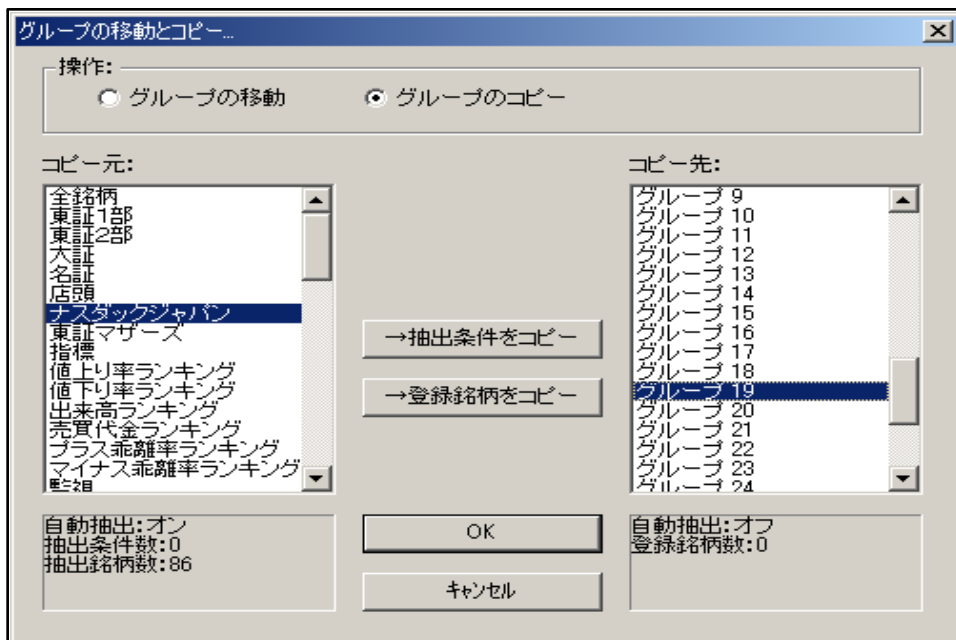 グループの移動とコピー...
操作:
グループの移動
グループのコピー
コピー元:
全銘柄
東証1部
東証2部
大証
名証
店頭
ナスダックジャパン
東証マザーズ
指標
値上り率ランキング
値下り率ランキング
出来高ランキング
売買代金ランキング
プラス乖離率ランキング
マイナス乖離率ランキング
監視
自動抽出:オン
抽出条件数:0
抽出銘柄数:86
→抽出条件をコピー
→登録銘柄をコピー
OK
キャンセル
コピー先:
グループ 9
グループ 10
グループ 11
グループ 12
グループ 13
グループ 14
グループ 15
グループ 16
グループ 17
グループ 18
グループ 19
グループ 20
グループ 21
グループ 22
グループ 23
グループ 24
自動抽出:オフ
登録銘柄数:0